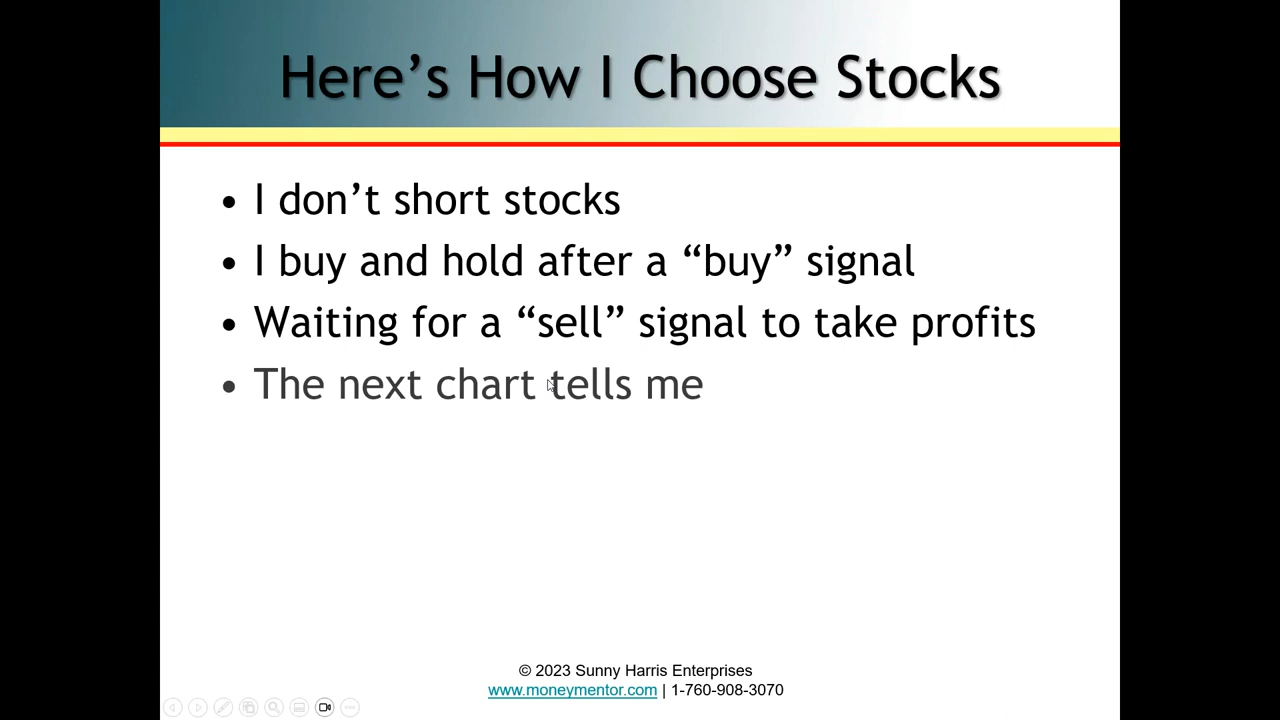 Here’s How I Choose Stocks
• I don’t short stocks
• I buy and hold after a “buy” signal
• Waiting for a “sell” signal to take profits
• The next chart tells me
© 2023 Sunny Harris Enterprises
www.moneymentor.com | 1-760-908-3070